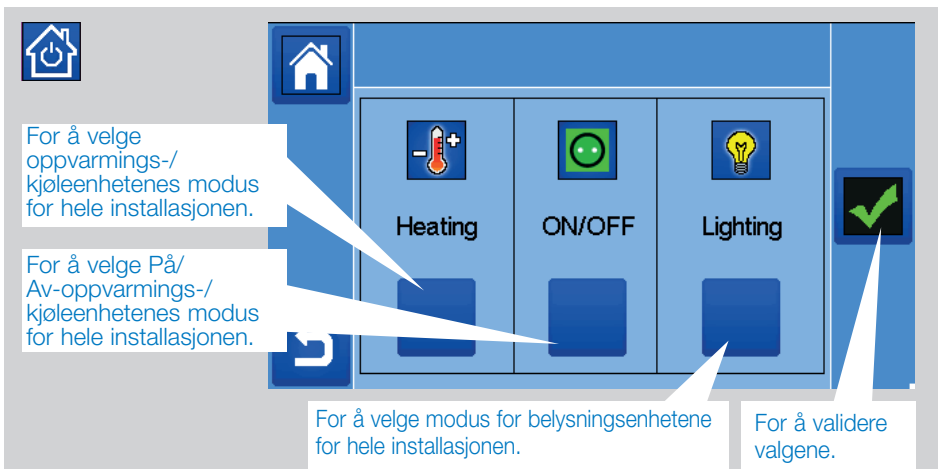 For å velge
oppvarmings-/
kjøleenhetenes modus
for hele installasjonen.
Heating
ON/OFF
Lighting
For å velge På/
Av-oppvarmings-/
kjøleenhetenes modus
for hele installasjonen.
For å velge modus for belysningsenhetene
for hele installasjonen.
For å validere
valgene.